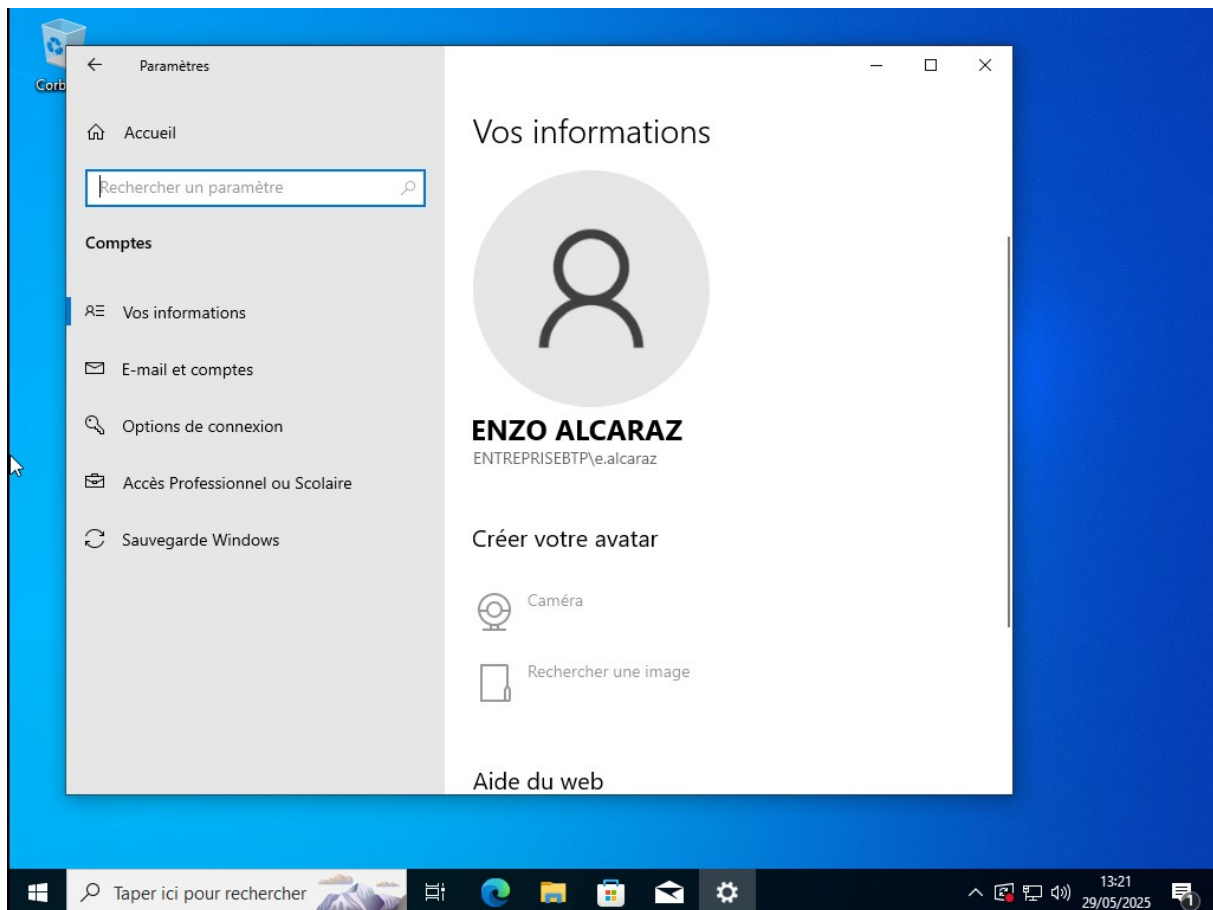 Corb
Paramètres
Accueil
Rechercher un paramètre
Comptes
Vos informations
E-mail et comptes
Options de connexion
Accès Professionnel ou Scolaire
Sauvegarde Windows
Vos informations
ENZO ALCARAZ
ENTREPRISEBTP\e.alcaraz
Créer votre avatar
Caméra
Rechercher une image
Aide du web
Taper ici pour rechercher
13:21
29/05/2025
1